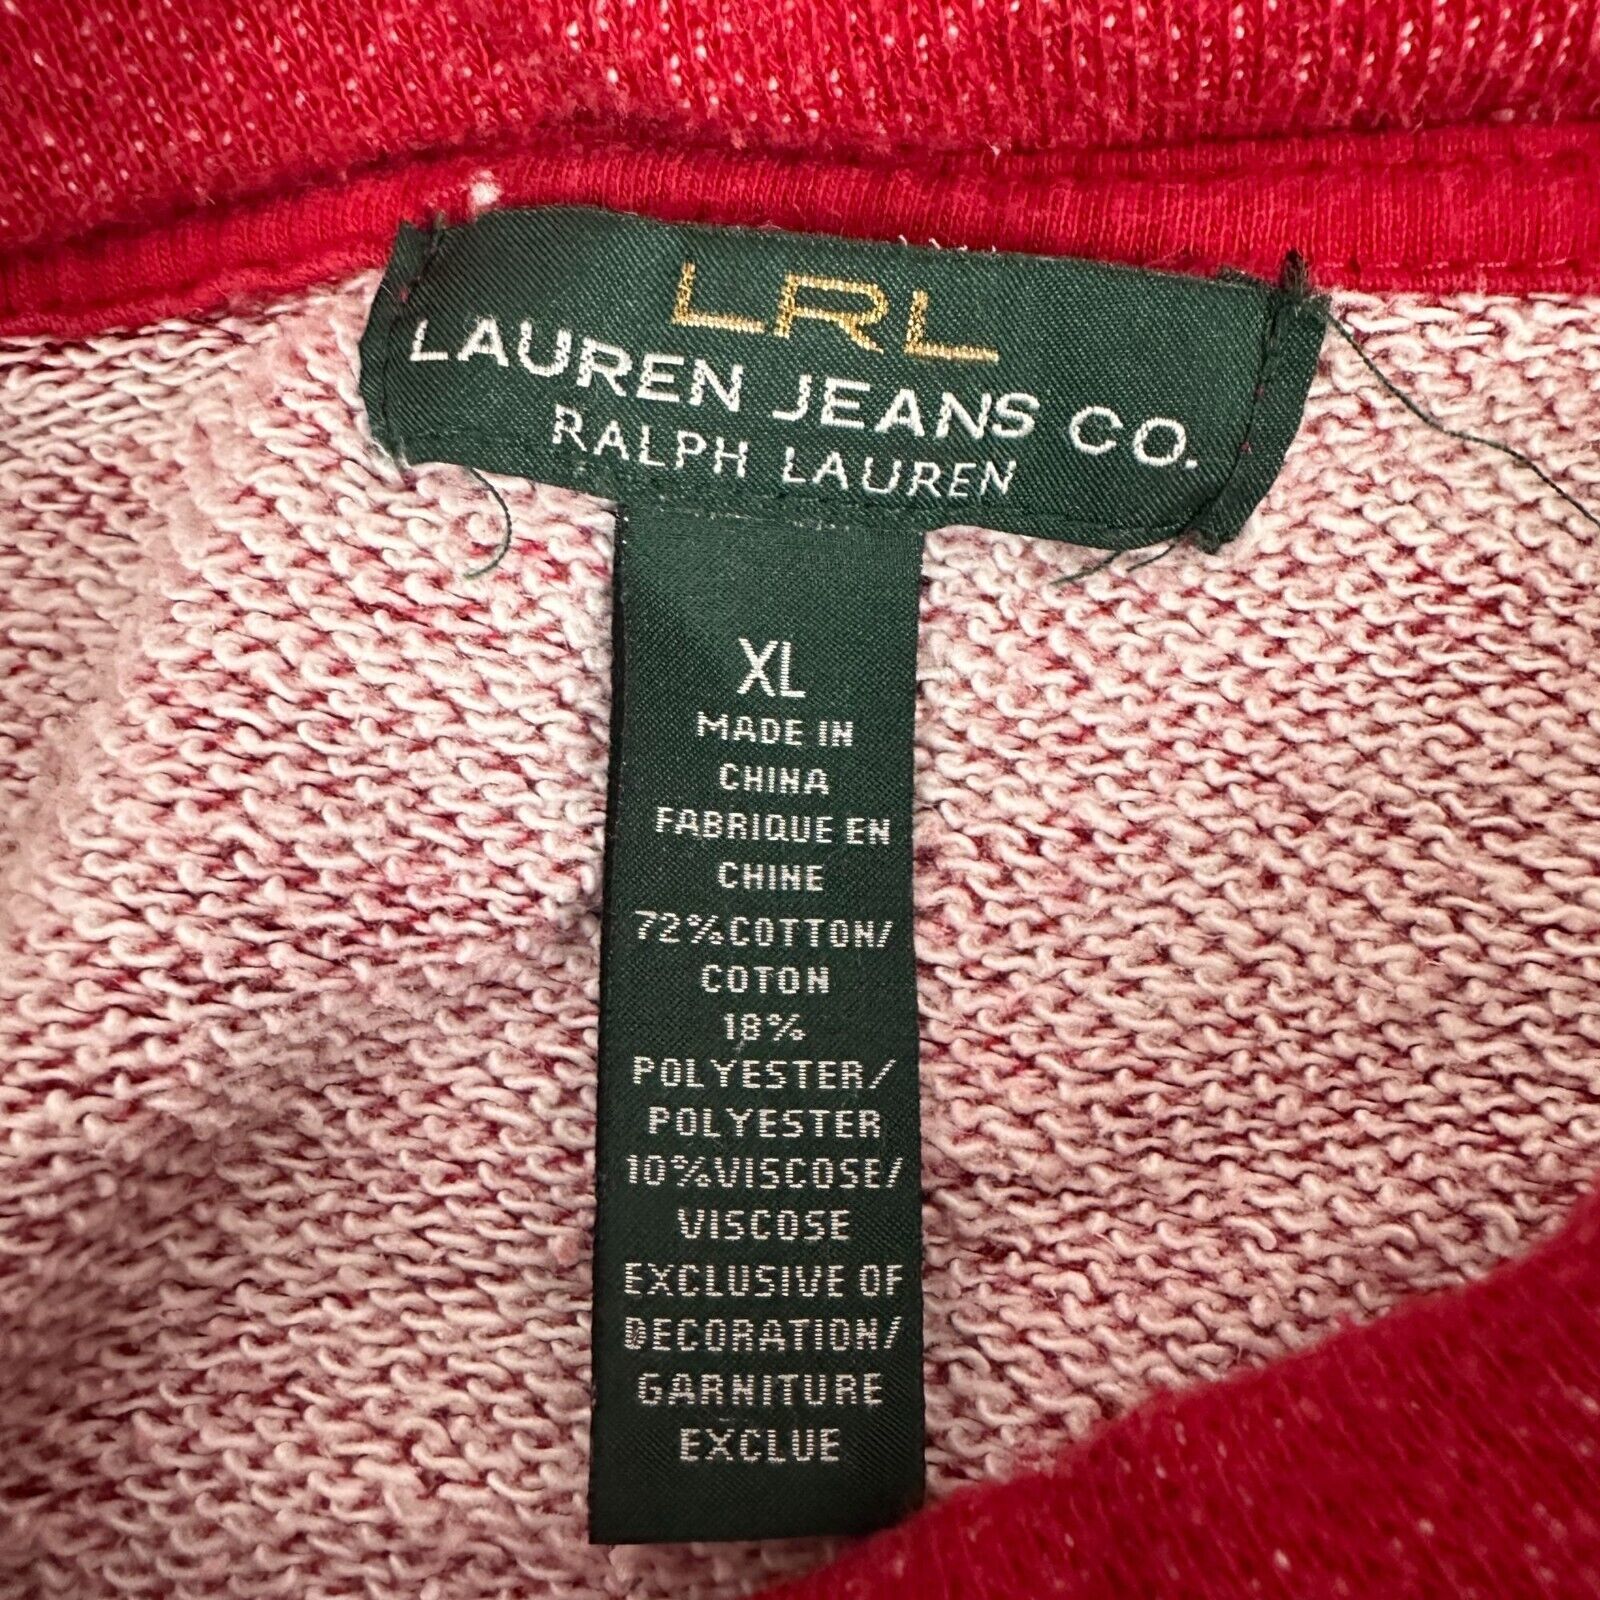 LRL
LAUREN JEANS CO.
RALPH LAUREN
XL
MADE IN
CHINA
FABRIQUE EN
CHINE
72%COTTON/
COTON
18%
POLYESTER/
POLYESTER
10%VISCOSE/
VISCOSE
EXCLUSIVE OF
DECORATION/
GARNITURE
EXCLUE